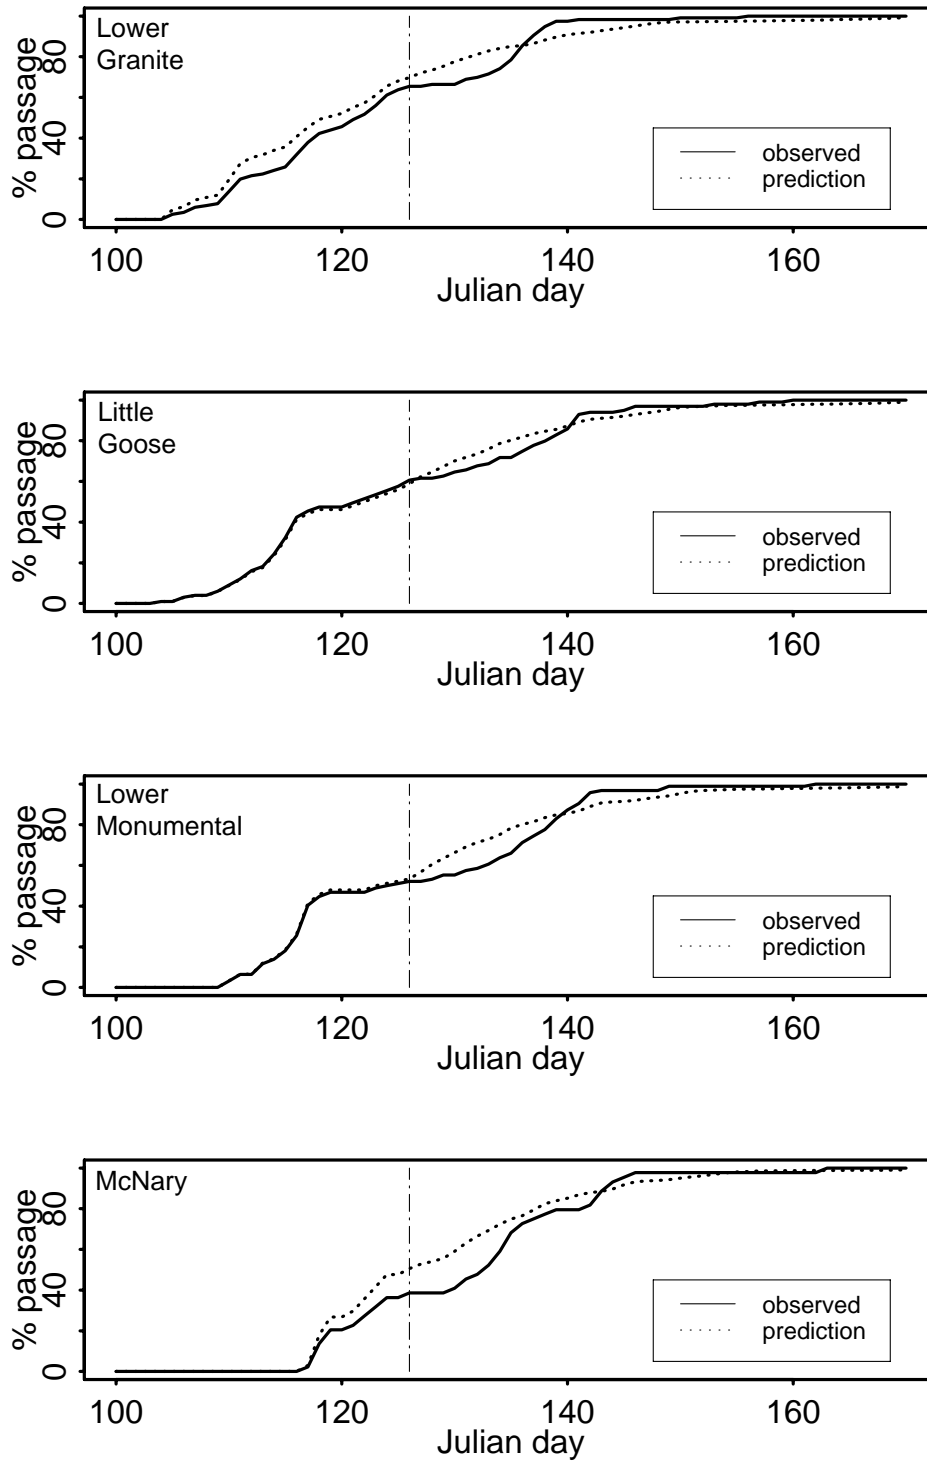 Lower
Granite
% passage
0 40 80
observed
prediction
100 120 140 160
Julian day
Little
Goose
% passage
0 40 80
observed
prediction
100 120 140 160
Julian day
Lower
Monumental
% passage
0 40 80
observed
prediction
100 120 140 160
Julian day
McNary
% passage
0 40 80
observed
prediction
100 120 140 160
Julian day